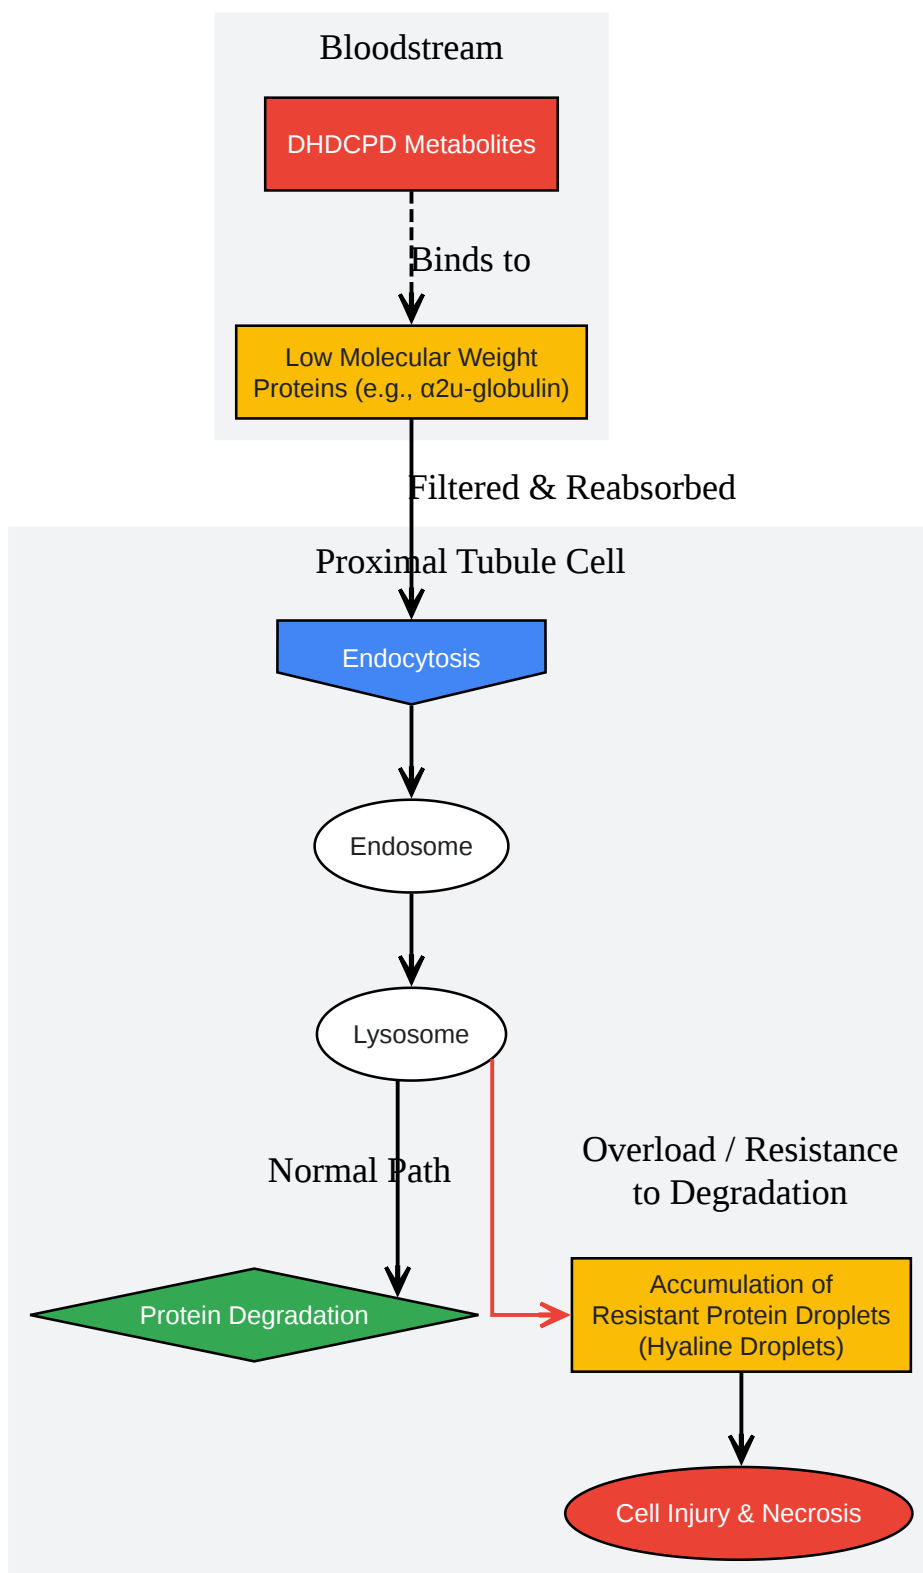 Bloodstream
DHDCPD Metabolites
Binds to
Low Molecular Weight
Proteins (e.g., α2u-globulin)
Filtered & Reabsorbed
Proximal Tubule Cell
Endocytosis
Endosome
Lysosome
Normal Path
Overload / Resistance
to Degradation
Protein Degradation
Accumulation of
Resistant Protein Droplets
(Hyaline Droplets)
Cell Injury & Necrosis